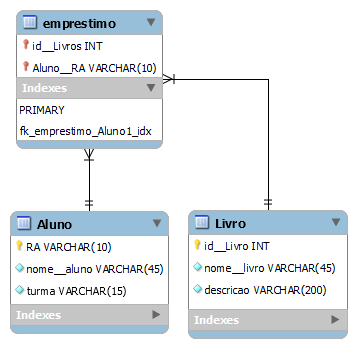 emprestimo
id__Livros INT
Aluno__RA VARCHAR(10)
Indexes
PRIMARY
fk_emprestimo_Aluno1_idx
Aluno
RA VARCHAR(10)
nome__aluno VARCHAR(45)
turma VARCHAR(15)
Indexes
Livro
id__Livro INT
nome__livro VARCHAR(45)
descricao VARCHAR(200)
Indexes